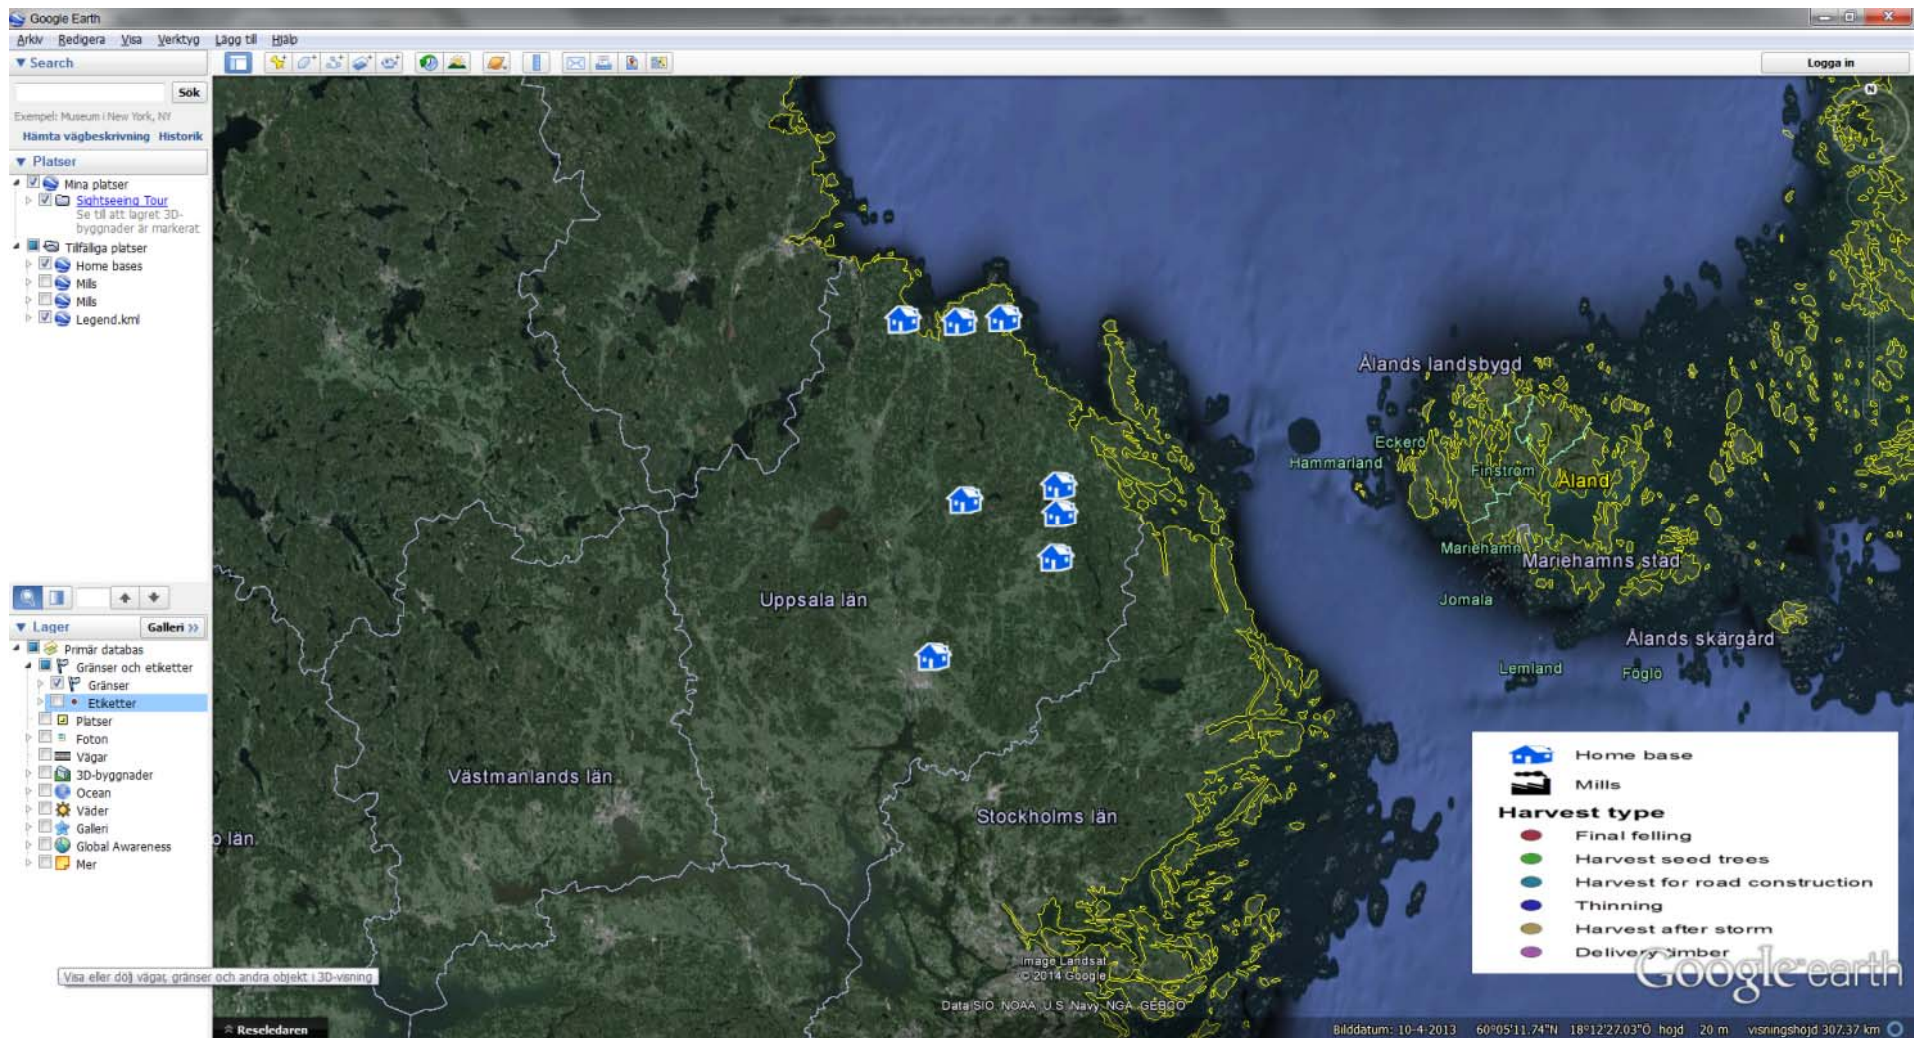 Google Earth
Arkiv Redigera Visa Verktyg Lägg till Hjälp
Search
Logga in
Sök
Exempel: Museum i New York, NY
Hämta vägbeskrivning Historik
Platser
Mina platser
Sightseeing Tour
Se till att lagret 3D-
byggnader är markerat
Tillfälliga platser
Home bases
Mills
Mills
Legend.kml
Lager
Galleri >>
Primär databas
Gränser och etiketter
Gränser
Etiketter
Platser
Foton
Vägar
3D-byggnader
Ocean
Väder
Galleri
Global Awareness
Mer
Visa eller dölj vägar, gränser och andra objekt i 3D-visning
N
Ålands landsbygd
Eckerö
Hammarland
Finström
Åland
Mariehamn
Mariehamns stad
Jomala
Ålands skärgård
Lemland
Föglö
Uppsala län
Västmanlands län
Stockholms län
o län
Home base
Mills
Harvest type
Final felling
Harvest seed trees
Harvest for road construction
Thinning
Harvest after storm
Delivery timber
Google earth
Image Landsat
© 2014 Google
Data SIO, NOAA, U.S. Navy, NGA, GEBCO
Reseledaren
Bilddatum: 10-4-2013 60°05'11.74"N 18°12'27.03"Ö höjd 20 m visningshöjd 307.37 km